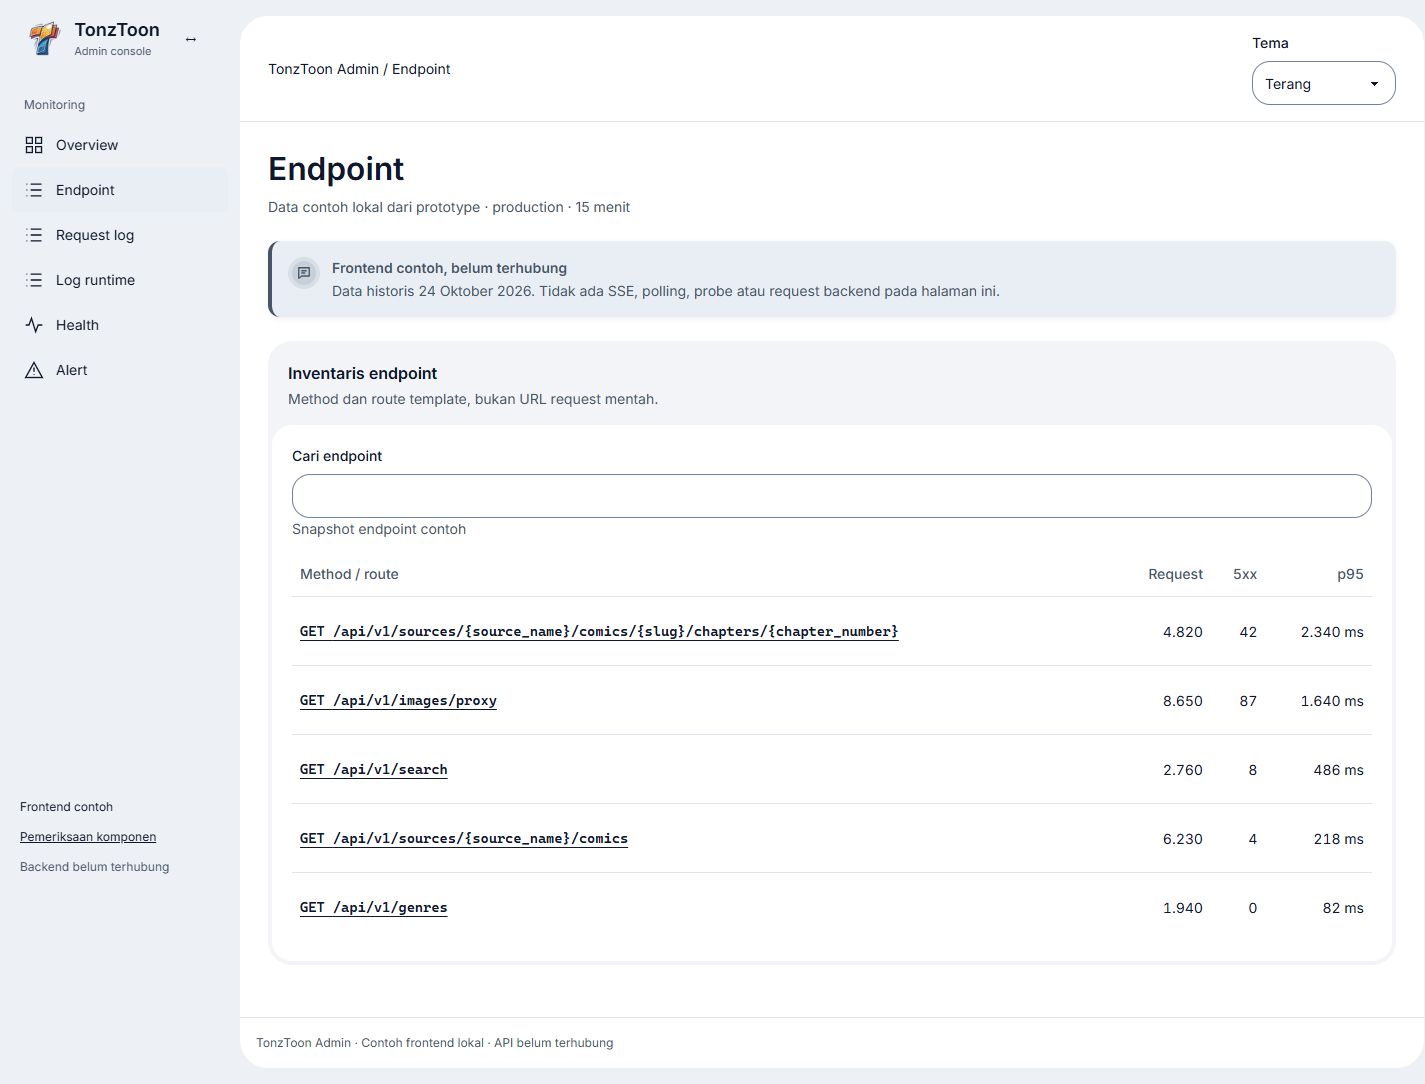 TonzToon
Admin console
Monitoring
Overview
Endpoint
Request log
Log runtime
Health
Alert
Frontend contoh
Pemeriksaan komponen
Backend belum terhubung
TonzToon Admin / Endpoint
Tema
Terang
Endpoint
Data contoh lokal dari prototype · production · 15 menit
Frontend contoh, belum terhubung
Data historis 24 Oktober 2026. Tidak ada SSE, polling, probe atau request backend pada halaman ini.
Inventaris endpoint
Method dan route template, bukan URL request mentah.
Cari endpoint
Snapshot endpoint contoh
Method / route Request 5xx p95
GET /api/v1/sources/{source_name}/comics/{slug}/chapters/{chapter_number} 4.820 42 2.340 ms
GET /api/v1/images/proxy 8.650 87 1.640 ms
GET /api/v1/search 2.760 8 486 ms
GET /api/v1/sources/{source_name}/comics 6.230 4 218 ms
GET /api/v1/genres 1.940 0 82 ms
TonzToon Admin · Contoh frontend lokal · API belum terhubung